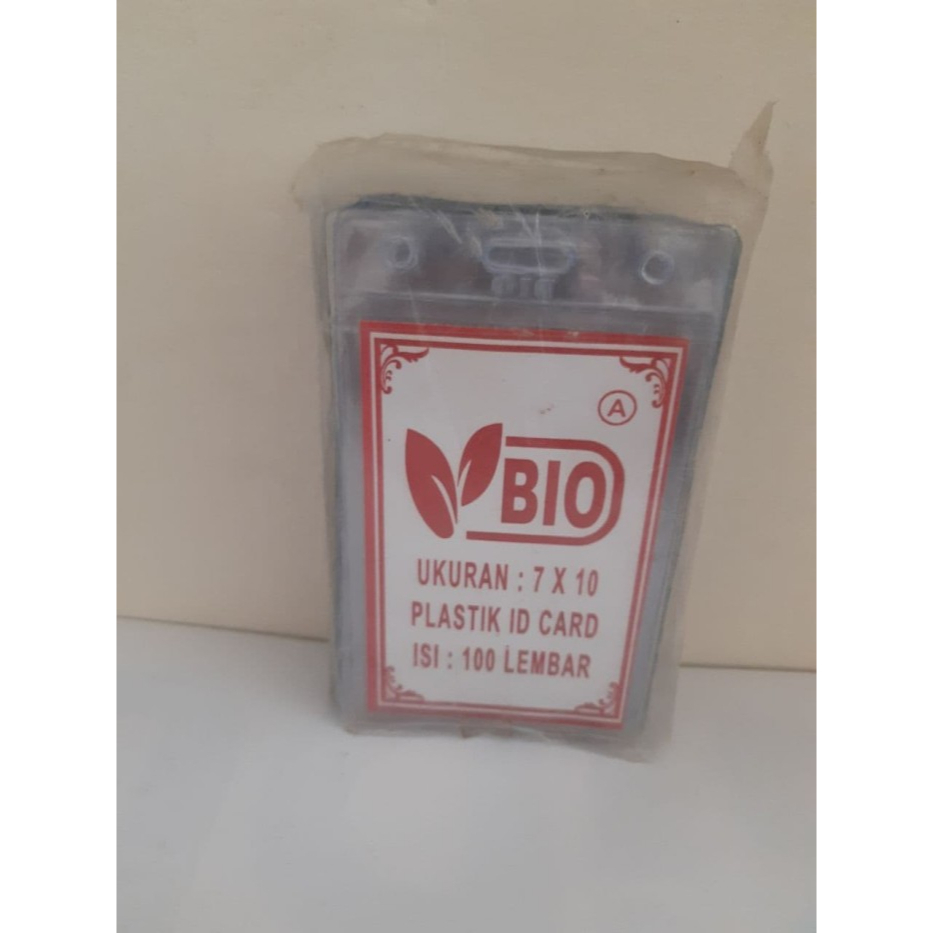 A
BIO
UKURAN : 7 X 10
PLASTIK ID CARD
ISI : 100 LEMBAR